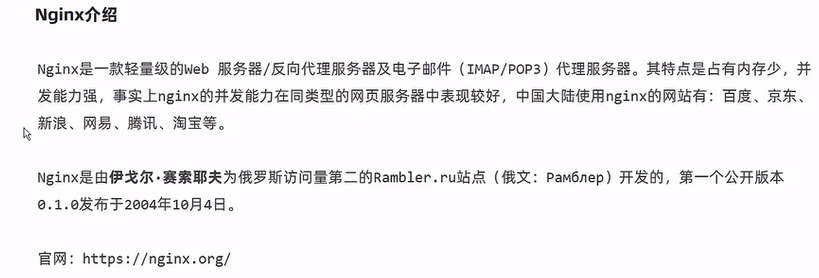 Nginx介绍
Nginx是一款轻量级的Web 服务器/反向代理服务器及电子邮件（IMAP/POP3）代理服务器。其特点是占有内存少，并
发能力强，事实上nginx的并发能力在同类型的网页服务器中表现较好，中国大陆使用nginx的网站有：百度、京东、
新浪、网易、腾讯、淘宝等。
Nginx是由伊戈尔·赛索耶夫为俄罗斯访问量第二的Rambler.ru站点（俄文：Рамблер）开发的，第一个公开版本
0.1.0发布于2004年10月4日。
官网：https://nginx.org/